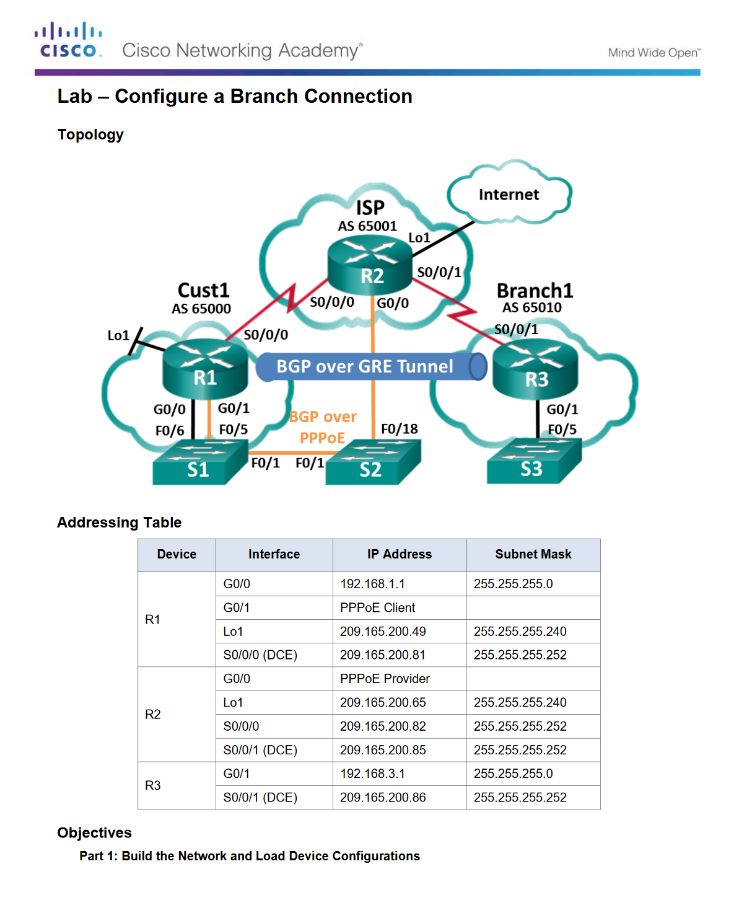 CISCO. Cisco Networking Academy® Mind Wide Open™
Lab – Configure a Branch Connection
Topology
Internet
ISP
AS 65001
Lo1
R2
S0/0/1
Cust1
AS 65000
S0/0/0
G0/0
Branch1
AS 65010
Lo1
S0/0/0
S0/0/1
R1
BGP over GRE Tunnel
R3
G0/0
G0/1
BGP over
PPPoE
G0/1
F0/6
F0/5
F0/18
F0/5
S1
F0/1
F0/1
S2
S3
Addressing Table
Device Interface IP Address Subnet Mask
R1
G0/0 192.168.1.1 255.255.255.0
G0/1 PPPoE Client
Lo1 209.165.200.49 255.255.255.240
S0/0/0 (DCE) 209.165.200.81 255.255.255.252
R2
G0/0 PPPoE Provider
Lo1 209.165.200.65 255.255.255.240
S0/0/0 209.165.200.82 255.255.255.252
S0/0/1 (DCE) 209.165.200.85 255.255.255.252
R3
G0/1 192.168.3.1 255.255.255.0
S0/0/1 (DCE) 209.165.200.86 255.255.255.252
Objectives
Part 1: Build the Network and Load Device Configurations